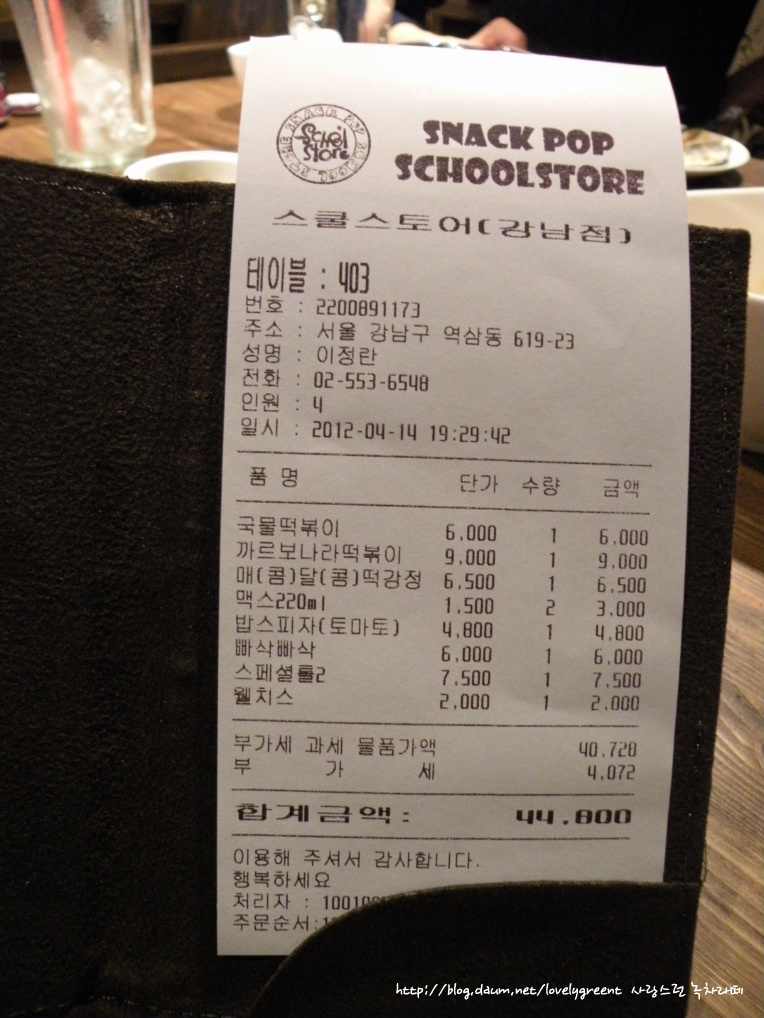 School Store
SNACK POP
SCHOOLSTORE
스쿨스토어(강남점)
테이블 : 403
번호 : 2200891173
주소 : 서울 강남구 역삼동 619-23
성명 : 이정란
전화 : 02-553-6548
인원 : 4
일시 : 2012-04-14 19:29:42
품 명 단가 수량 금액
국물떡볶이 6,000 1 6,000
까르보나라떡볶이 9,000 1 9,000
매(콤)달(콤)떡강정 6,500 1 6,500
맥스220ml 1,500 2 3,000
밥스피자(토마토) 4,800 1 4,800
빠삭빠삭 6,000 1 6,000
스페셜률2 7,500 1 7,500
웰치스 2,000 1 2,000
부가세 과세 물품가액 40,728
부 가 세 4,072
합계금액: 44,800
이용해 주셔서 감사합니다.
행복하세요
처리자 :
주문순서:
http://blog.daum.net/lovelygreent 사랑스런 녹차라떼